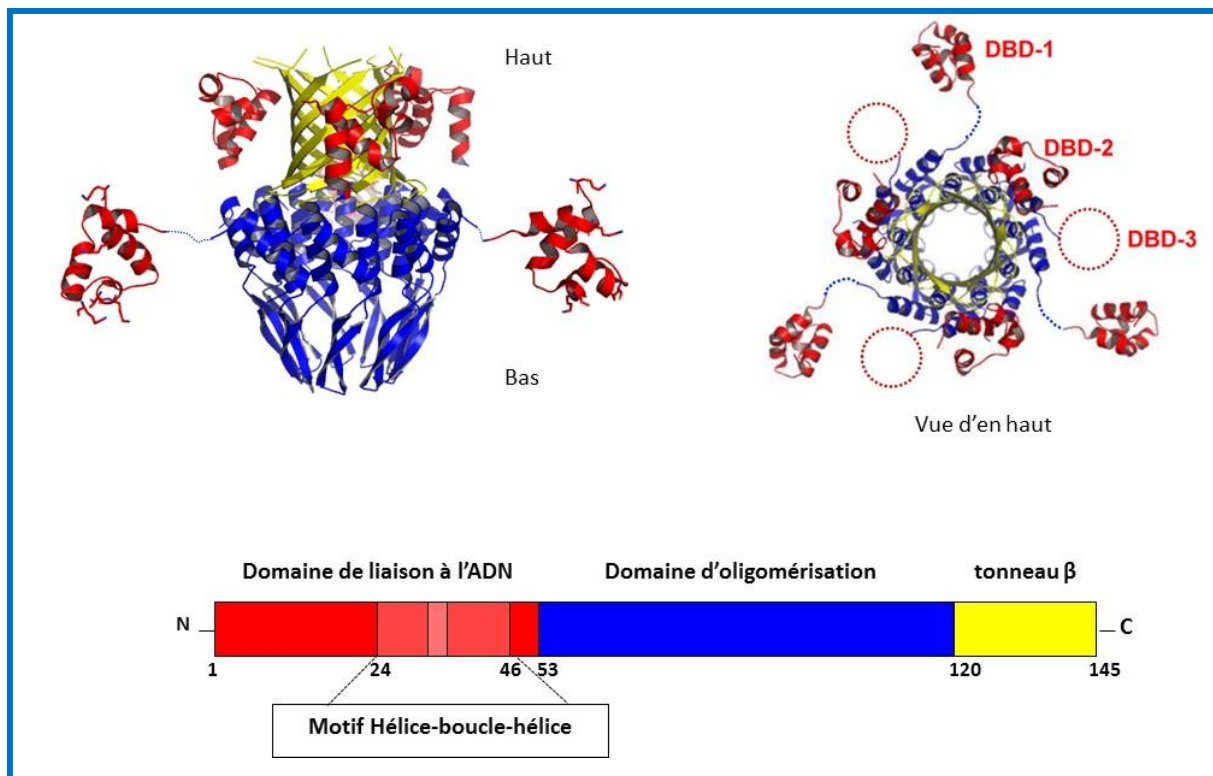 Haut
Bas
DBD-1
DBD-2
DBD-3
Vue d’en haut
Domaine de liaison à l’ADN
Domaine d’oligomérisation
tonneau β
N
C
1
24
46
53
120
145
Motif Hélice-boucle-hélice